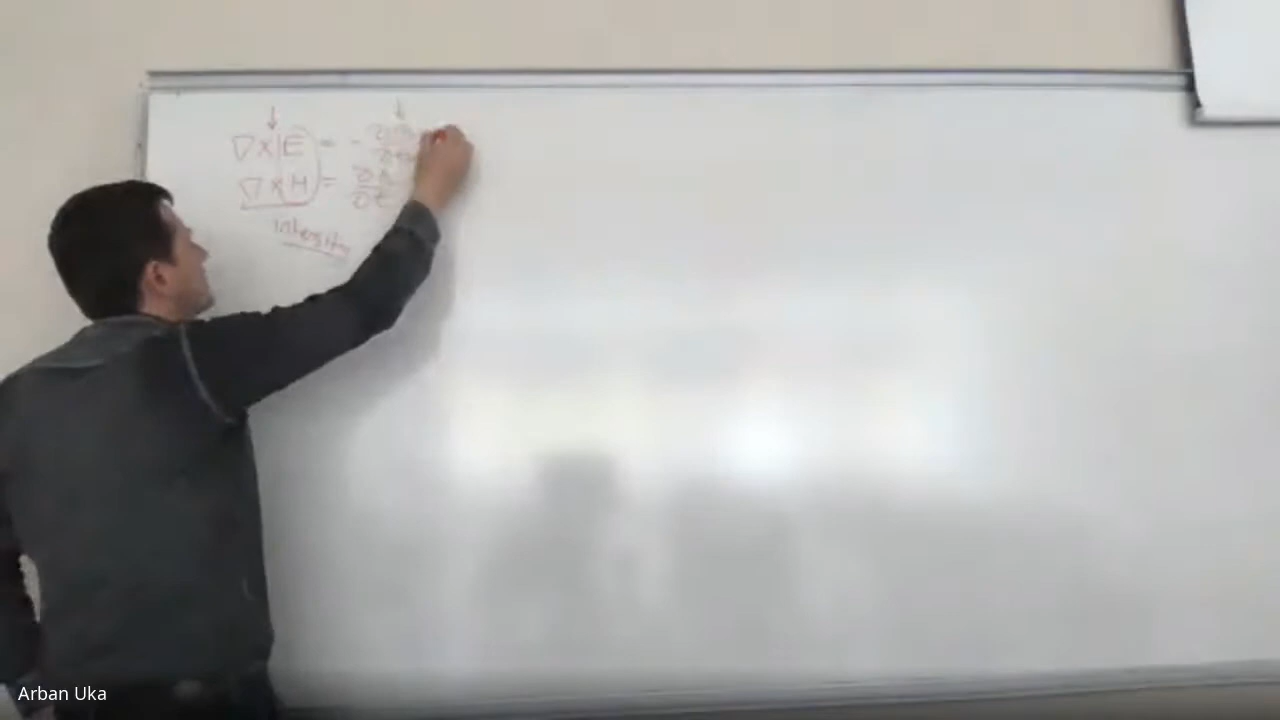 ∇ × E = - ∂B/∂t
∇ × H = ∂
intensity
Arban Uka